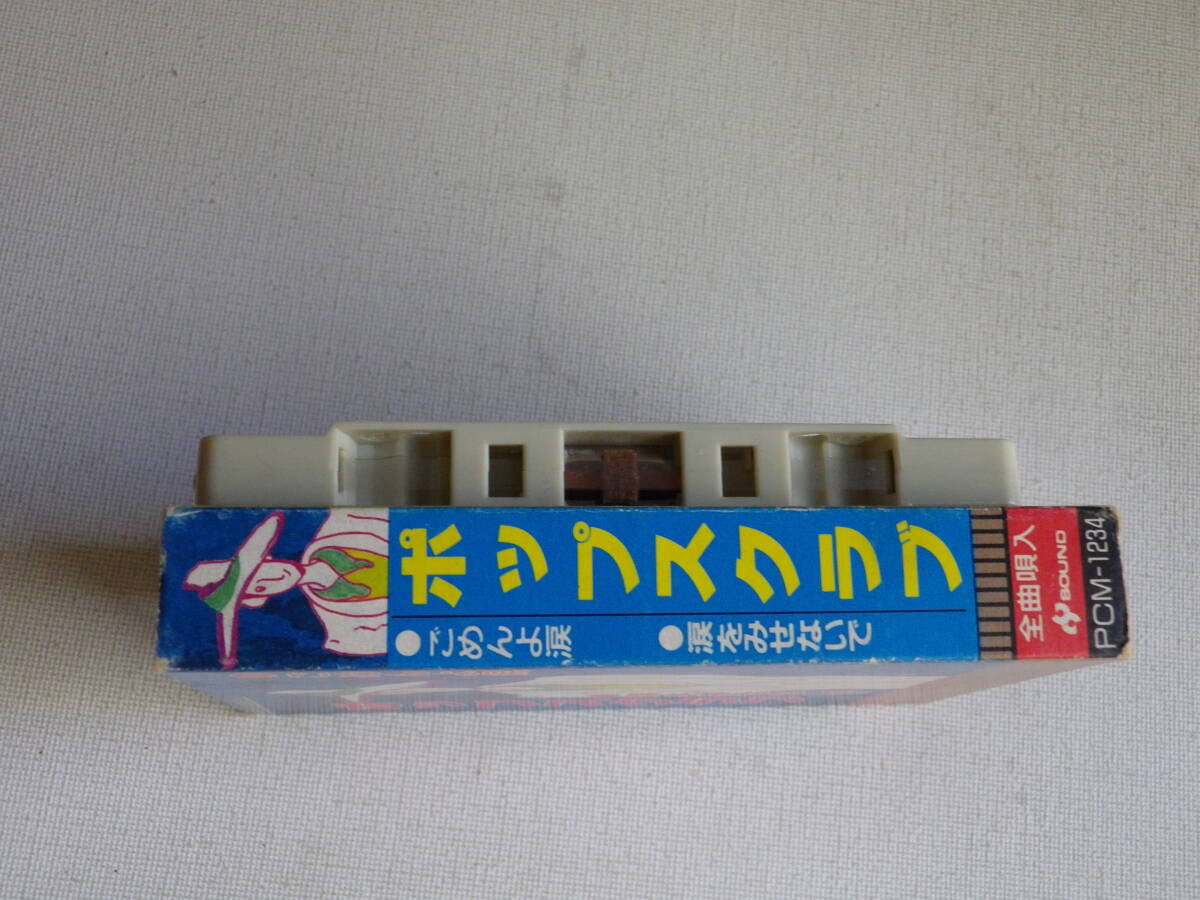 ポップスクラブ
●ごめんよ涙
●涙をみせないで
全曲唄入
SOUND
PCM-1234